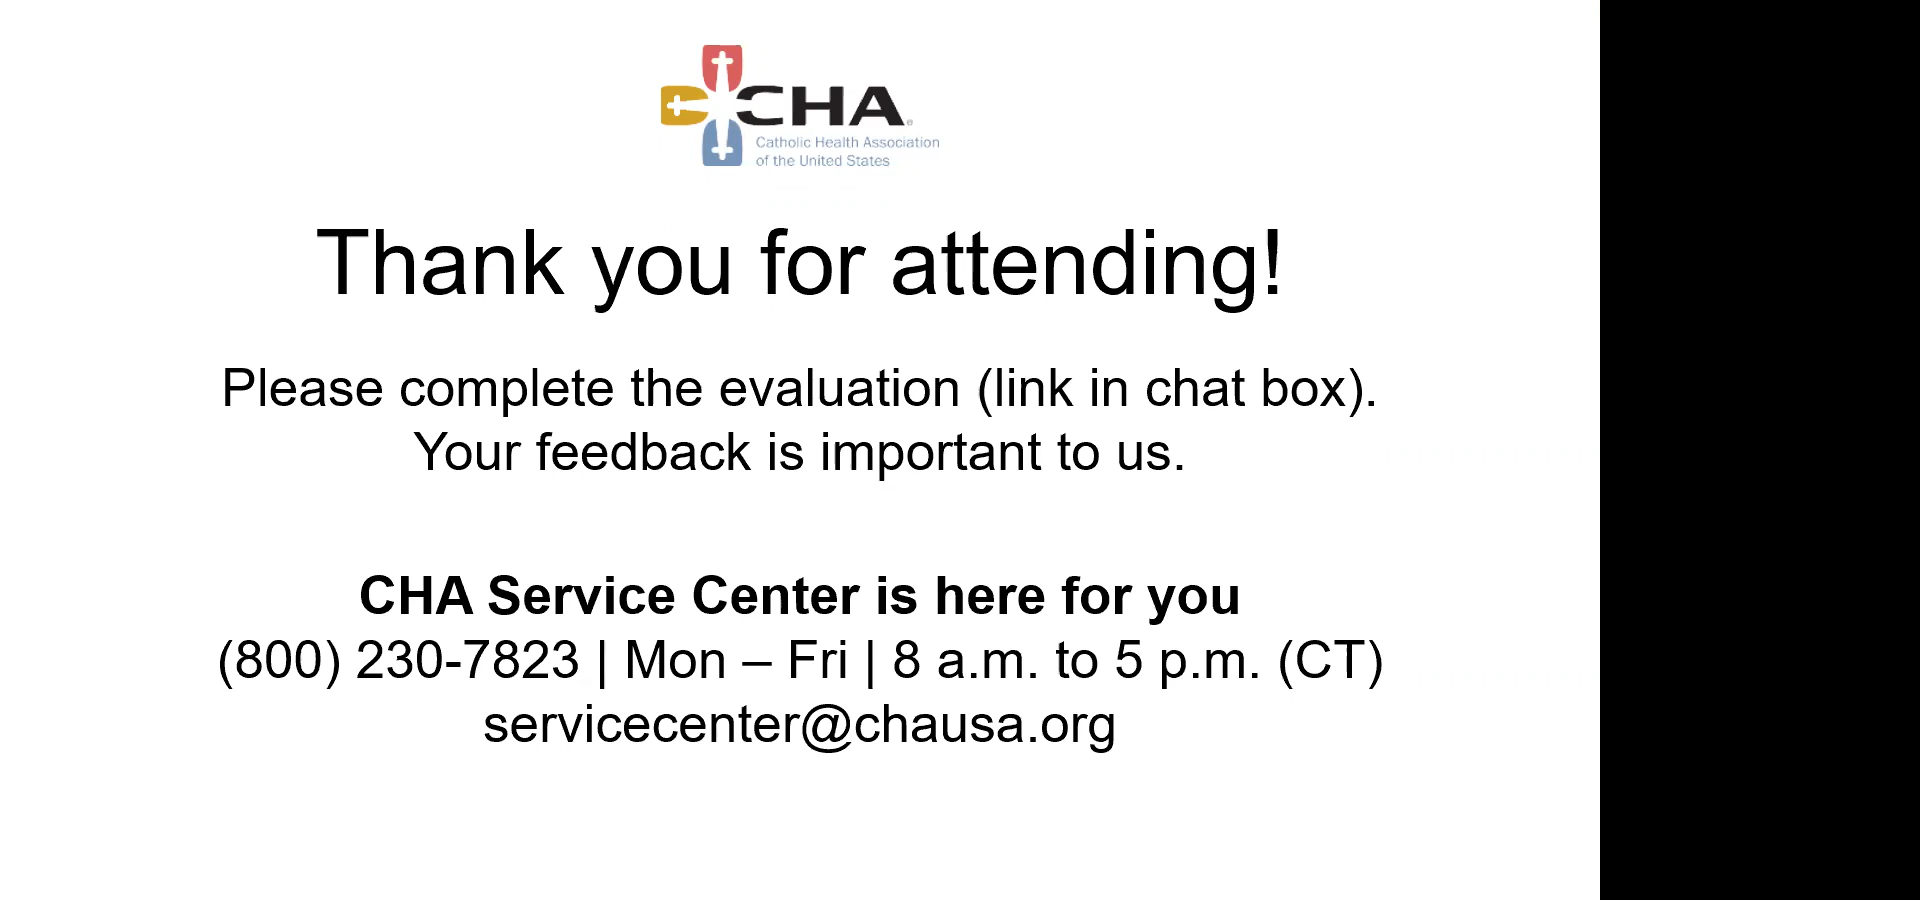 CHA®
Catholic Health Association
of the United States
Thank you for attending!
Please complete the evaluation (link in chat box).
Your feedback is important to us.
CHA Service Center is here for you
(800) 230-7823 | Mon – Fri | 8 a.m. to 5 p.m. (CT)
servicecenter@chausa.org